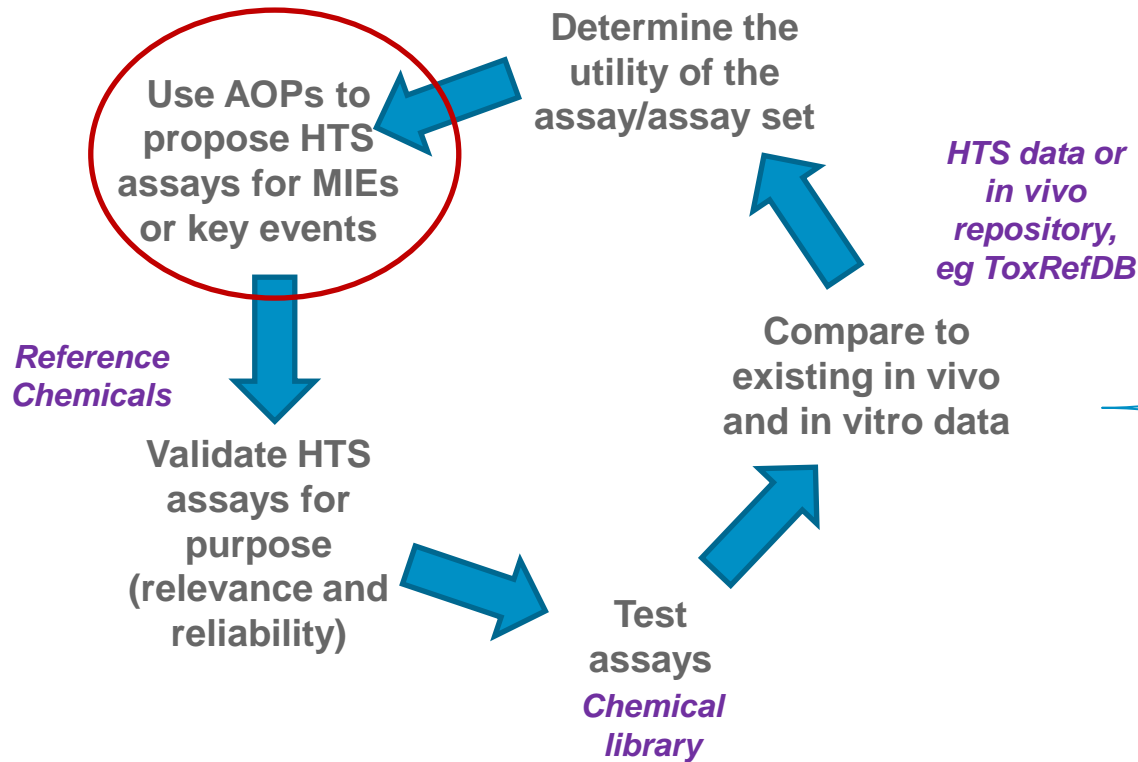 Use AOPs to
propose HTS
assays for MIEs
or key events
Reference
Chemicals
Validate HTS
assays for
purpose
(relevance and
reliability)
Test
assays
Chemical
library
Compare to
existing in vivo
and in vitro data
HTS data or
in vivo
repository,
eg ToxRefDB
Determine the
utility of the
assay/assay set